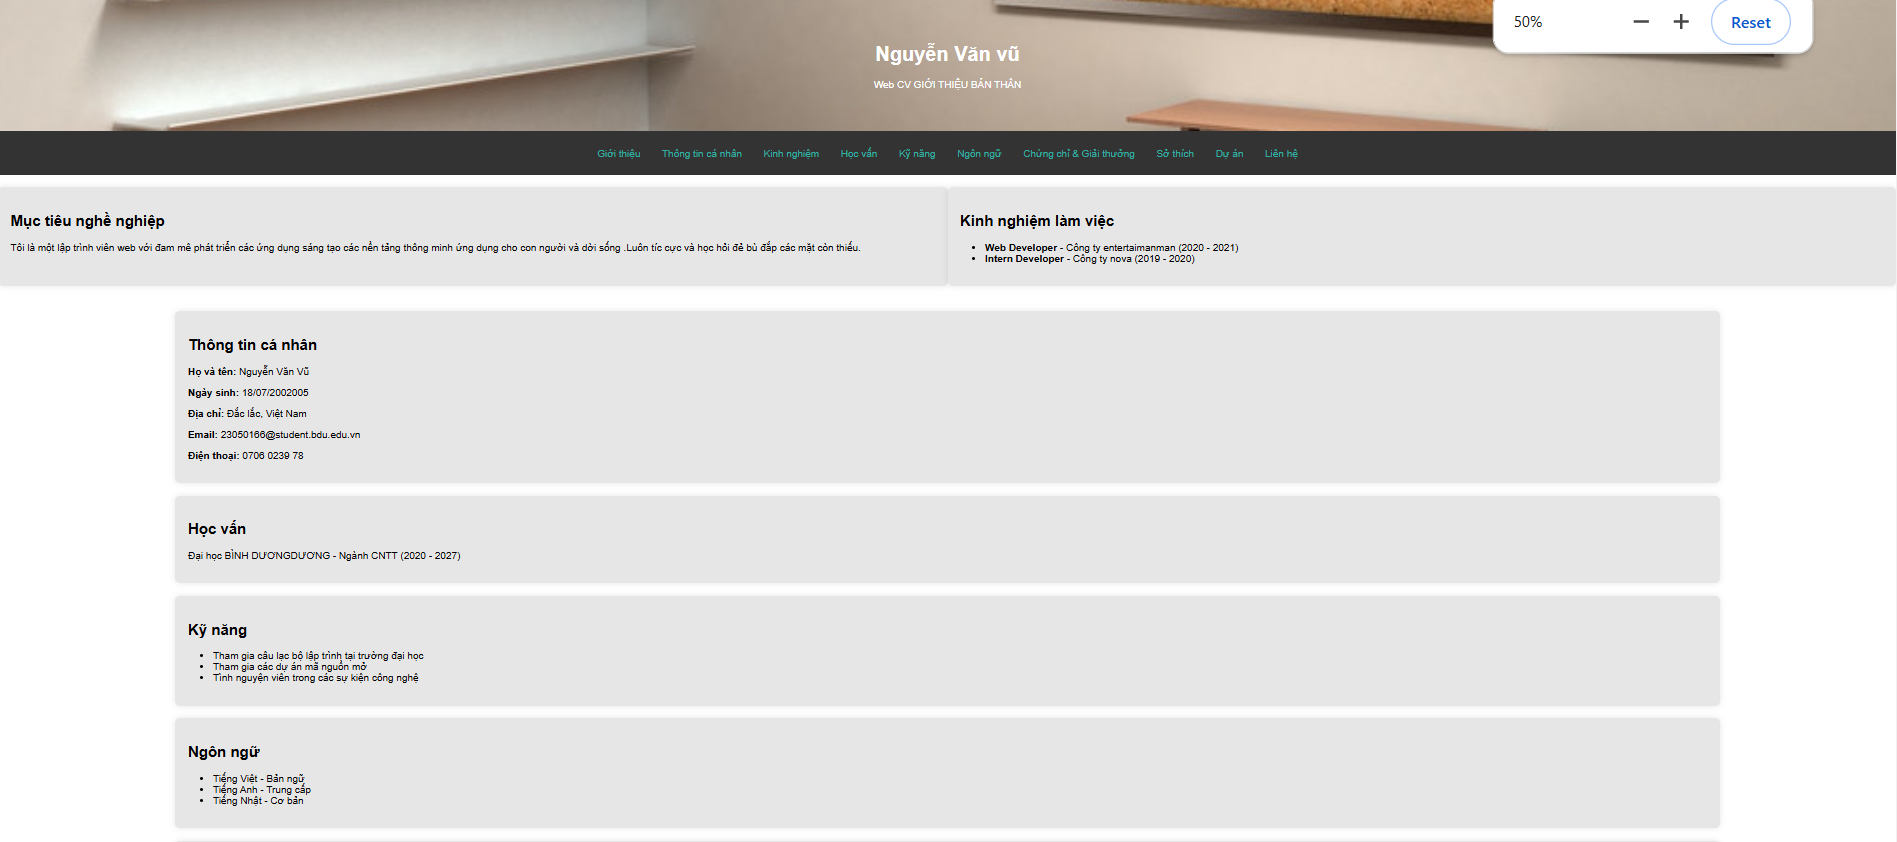 50%
Reset
Nguyễn Văn vũ
Web CV GIỚI THIỆU BẢN THÂN
Giới thiệu Thông tin cá nhân Kinh nghiệm Học vấn Kỹ năng Ngôn ngữ Chứng chỉ & Giải thưởng Sở thích Dự án Liên hệ
Mục tiêu nghề nghiệp
Tôi là một lập trình viên web với đam mê phát triển các ứng dụng sáng tạo các nền tảng thông minh ứng dụng cho con người và dời sống .Luôn tíc cực và học hỏi để bù đắp các mặt còn thiếu.
Kinh nghiệm làm việc
Web Developer - Công ty entertaimanman (2020 - 2021)
Intern Developer - Công ty nova (2019 - 2020)
Thông tin cá nhân
Họ và tên: Nguyễn Văn Vũ
Ngày sinh: 18/07/2002005
Địa chỉ: Đắc lắc, Việt Nam
Email: 23050166@student.bdu.edu.vn
Điện thoại: 0706 0239 78
Học vấn
Đại học BÌNH DƯƠNGDƯƠNG - Ngành CNTT (2020 - 2027)
Kỹ năng
Tham gia câu lạc bộ lập trình tại trường đại học
Tham gia các dự án mã nguồn mở
Tình nguyện viên trong các sự kiện công nghệ
Ngôn ngữ
Tiếng Việt - Bản ngữ
Tiếng Anh - Trung cấp
Tiếng Nhật - Cơ bản